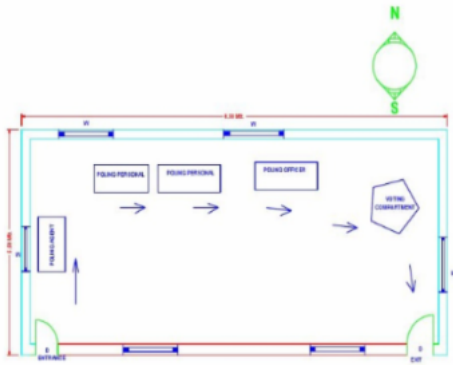 N
S
POLING PERSONAL
POLING PERSONAL
POLING OFFICER
VOTING
COMPARTMENT
POLING AGENT
D
ENTRANCE
D
EXIT